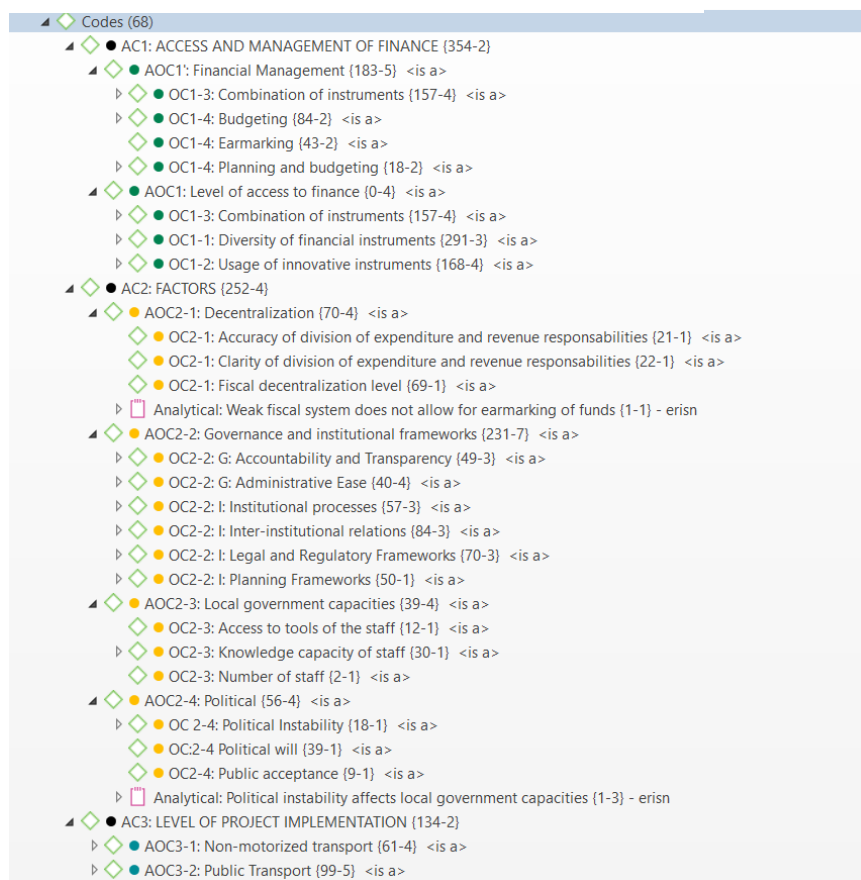 Codes (68)
AC1: ACCESS AND MANAGEMENT OF FINANCE {354-2}
AOC1': Financial Management {183-5} <is a>
OC1-3: Combination of instruments {157-4} <is a>
OC1-4: Budgeting {84-2} <is a>
OC1-4: Earmarking {43-2} <is a>
OC1-4: Planning and budgeting {18-2} <is a>
AOC1: Level of access to finance {0-4} <is a>
OC1-3: Combination of instruments {157-4} <is a>
OC1-1: Diversity of financial instruments {291-3} <is a>
OC1-2: Usage of innovative instruments {168-4} <is a>
AC2: FACTORS {252-4}
AOC2-1: Decentralization {70-4} <is a>
OC2-1: Accuracy of division of expenditure and revenue responsabilities {21-1} <is a>
OC2-1: Clarity of division of expenditure and revenue responsabilities {22-1} <is a>
OC2-1: Fiscal decentralization level {69-1} <is a>
Analytical: Weak fiscal system does not allow for earmarking of funds {1-1} - erisn
AOC2-2: Governance and institutional frameworks {231-7} <is a>
OC2-2: G: Accountability and Transparency {49-3} <is a>
OC2-2: G: Administrative Ease {40-4} <is a>
OC2-2: I: Institutional processes {57-3} <is a>
OC2-2: I: Inter-institutional relations {84-3} <is a>
OC2-2: I: Legal and Regulatory Frameworks {70-3} <is a>
OC2-2: I: Planning Frameworks {50-1} <is a>
AOC2-3: Local government capacities {39-4} <is a>
OC2-3: Access to tools of the staff {12-1} <is a>
OC2-3: Knowledge capacity of staff {30-1} <is a>
OC2-3: Number of staff {2-1} <is a>
AOC2-4: Political {56-4} <is a>
OC 2-4: Political Instability {18-1} <is a>
OC:2-4 Political will {39-1} <is a>
OC2-4: Public acceptance {9-1} <is a>
Analytical: Political instability affects local government capacities {1-3} - erisn
AC3: LEVEL OF PROJECT IMPLEMENTATION {134-2}
AOC3-1: Non-motorized transport {61-4} <is a>
AOC3-2: Public Transport {99-5} <is a>